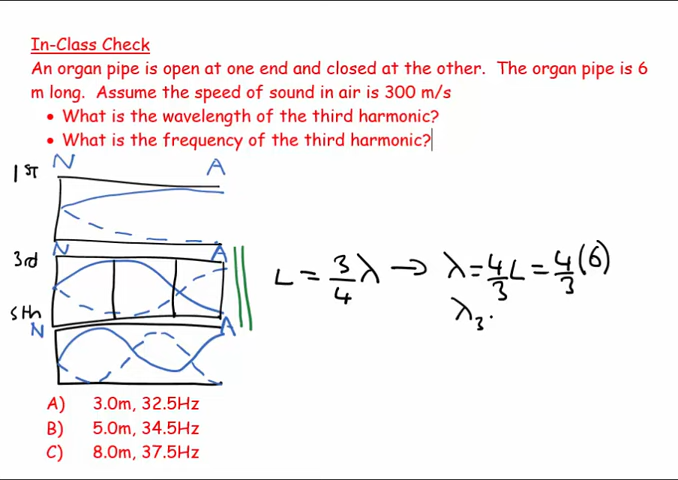 In-Class Check
An organ pipe is open at one end and closed at the other. The organ pipe is 6
m long. Assume the speed of sound in air is 300 m/s
• What is the wavelength of the third harmonic?
• What is the frequency of the third harmonic?
1ST N A
3rd N A
L = 3/4 λ → λ = 4/3 L = 4/3 (6)
λ₃.
5th N A
A) 3.0m, 32.5Hz
B) 5.0m, 34.5Hz
C) 8.0m, 37.5Hz